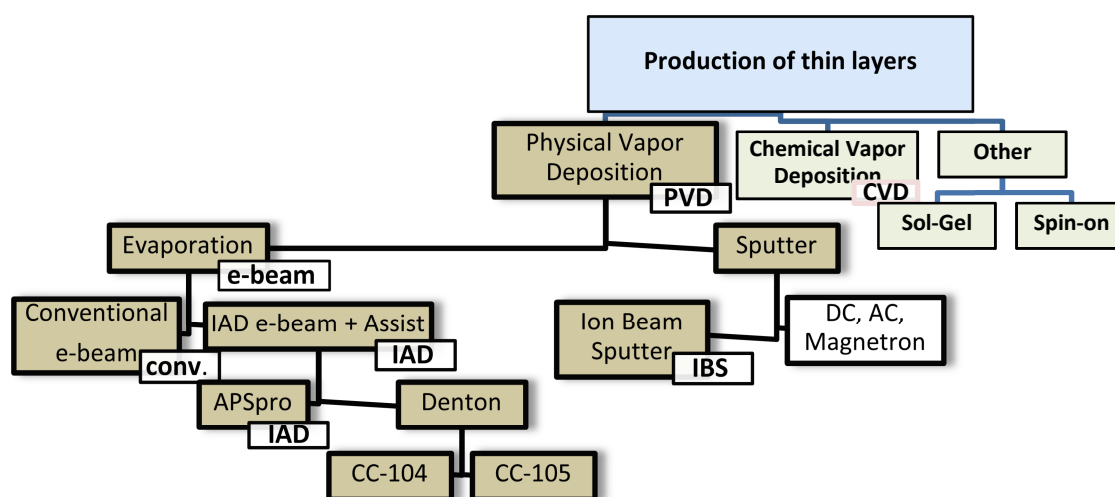 Production of thin layers
Physical Vapor
Deposition
PVD
Chemical Vapor
Deposition
CVD
Other
Sol-Gel
Spin-on
Evaporation
e-beam
Sputter
Conventional
e-beam
conv.
IAD e-beam + Assist
IAD
Ion Beam
Sputter
IBS
DC, AC,
Magnetron
APSpro
IAD
Denton
CC-104
CC-105